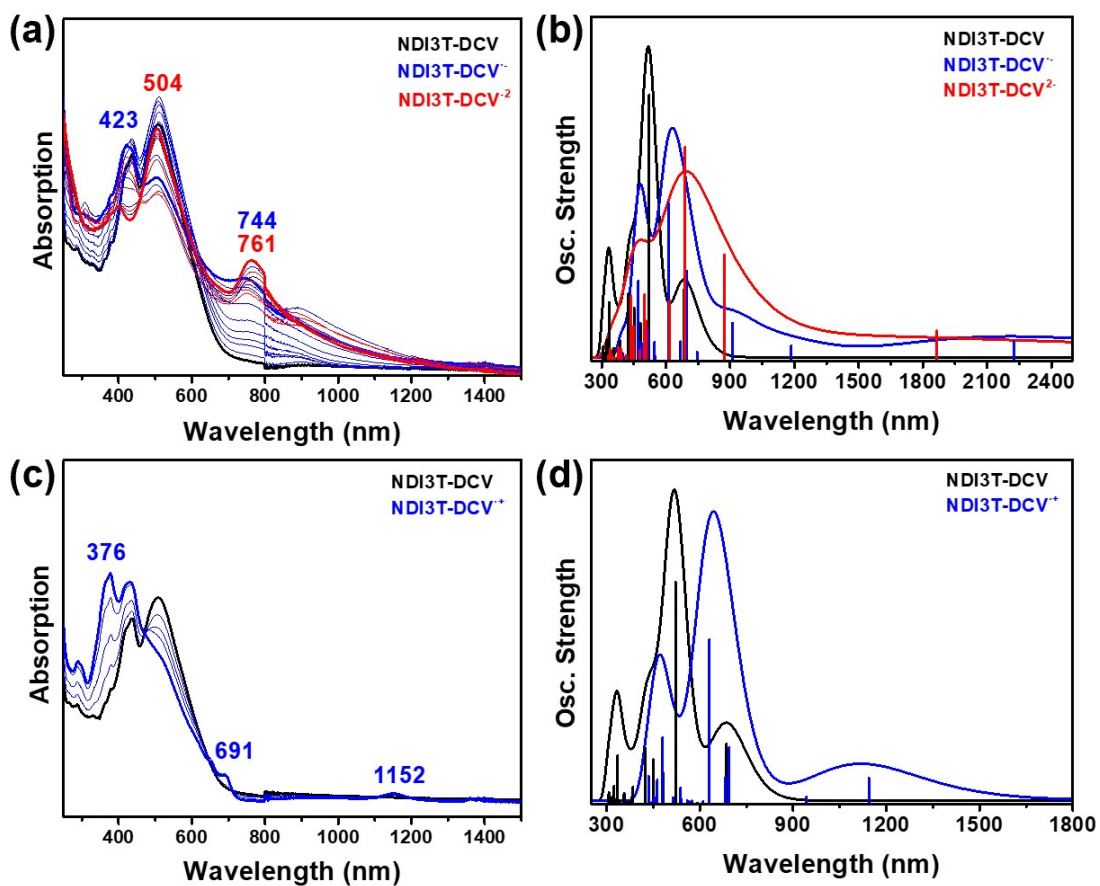 (a)
NDI3T-DCV
NDI3T-DCV·-
NDI3T-DCV-2
504
423
744
761
Absorption
400 600 800 1000 1200 1400
Wavelength (nm)
(b)
NDI3T-DCV
NDI3T-DCV·-
NDI3T-DCV2-
Osc. Strength
300 600 900 1200 1500 1800 2100 2400
Wavelength (nm)
(c)
NDI3T-DCV
NDI3T-DCV·+
376
691
1152
Absorption
400 600 800 1000 1200 1400
Wavelength (nm)
(d)
NDI3T-DCV
NDI3T-DCV·+
Osc. Strength
300 600 900 1200 1500 1800
Wavelength (nm)